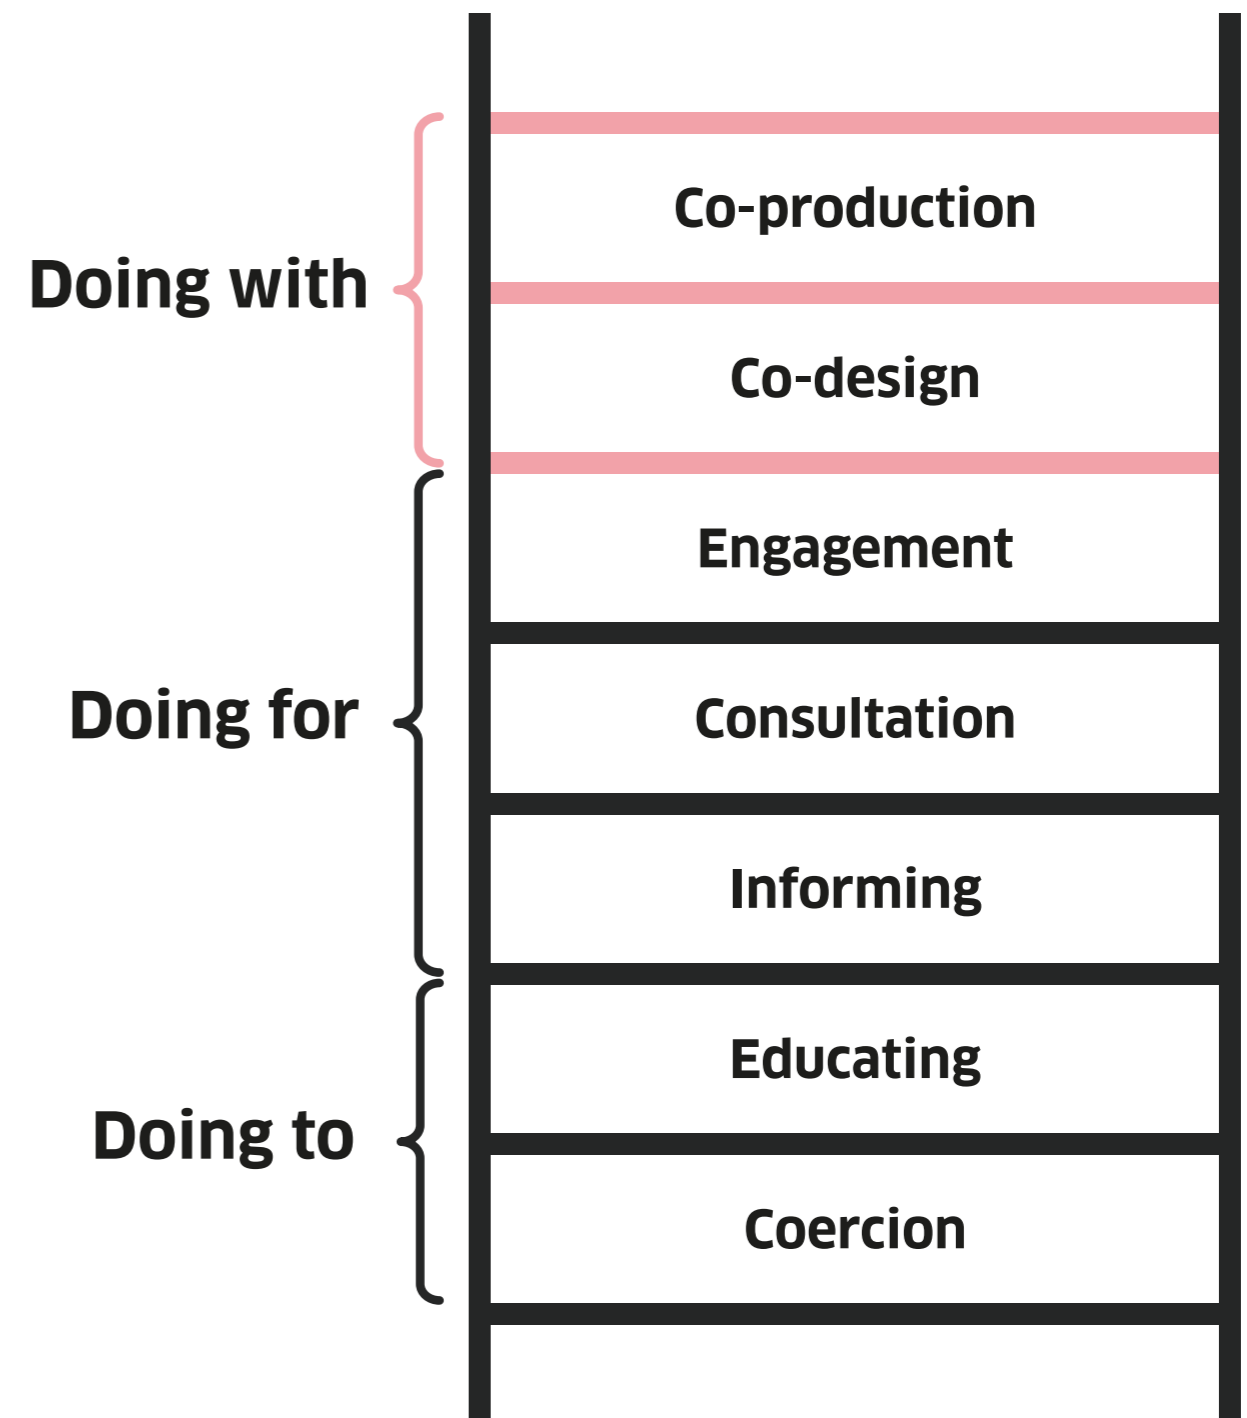 Co-production
Doing with
Co-design
Engagement
Doing for
Consultation
Informing
Educating
Doing to
Coercion